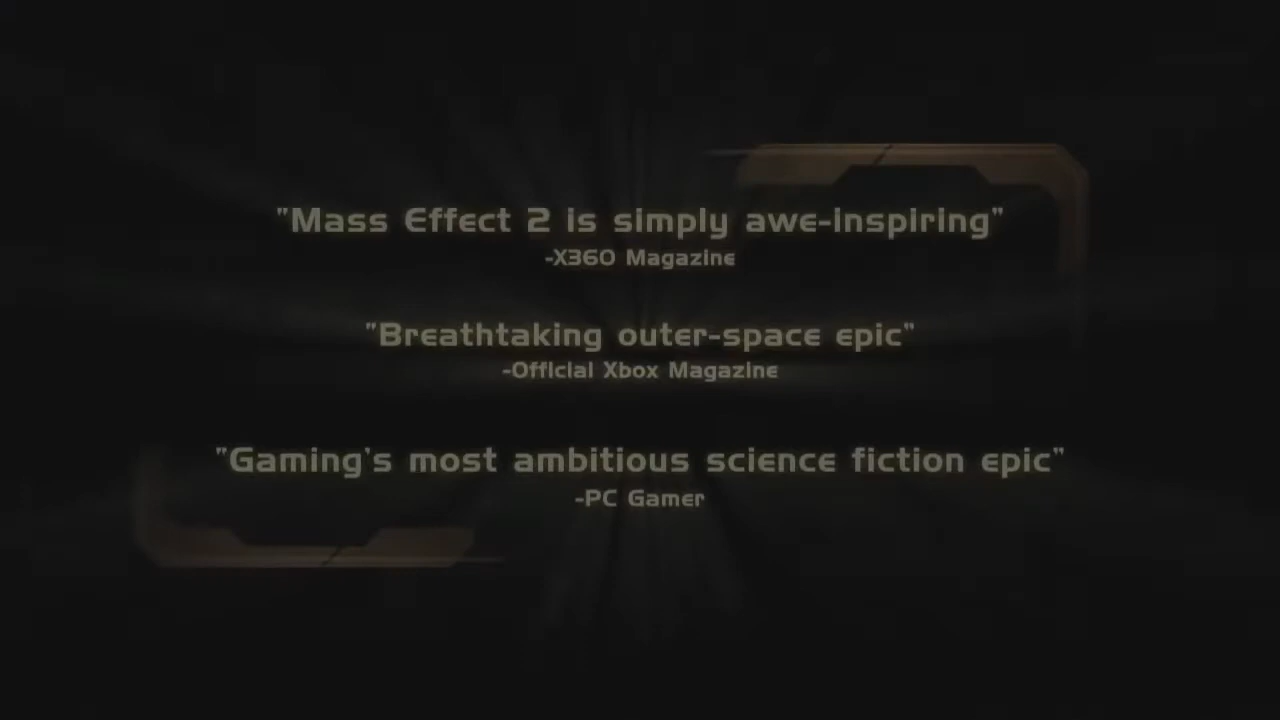 "Mass Effect 2 is simply awe-inspiring"
-X360 Magazine
"Breathtaking outer-space epic"
-Official Xbox Magazine
"Gaming's most ambitious science fiction epic"
-PC Gamer